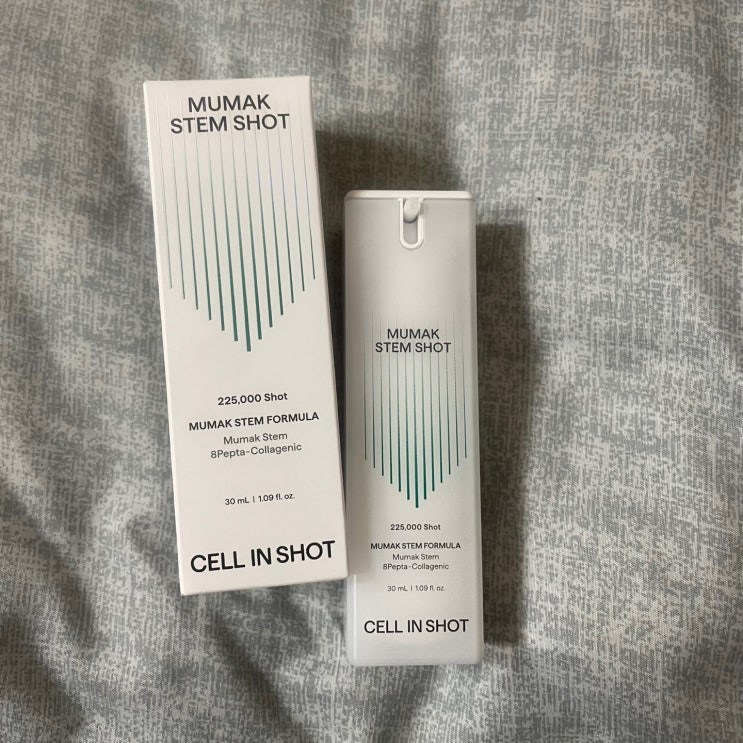 MUMAK
STEM SHOT
225,000 Shot
MUMAK STEM FORMULA
Mumak Stem
8Pepta-Collagenic
30 mL | 1.09 fl. oz.
CELL IN SHOT
MUMAK
STEM SHOT
225,000 Shot
MUMAK STEM FORMULA
Mumak Stem
8Pepta-Collagenic
30 mL | 1.09 fl. oz.
CELL IN SHOT